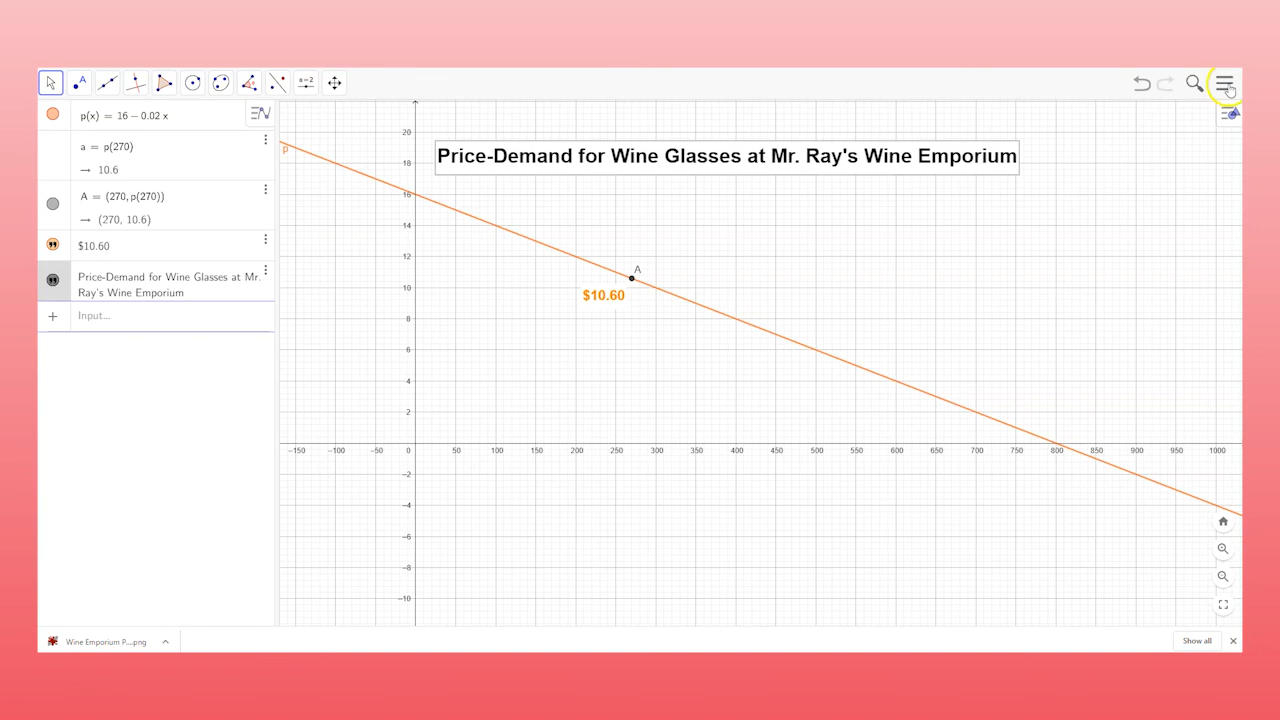 A
a=2
p(x) = 16 − 0.02 x
a = p(270)
→ 10.6
A = (270, p(270))
→ (270, 10.6)
$10.60
Price-Demand for Wine Glasses at Mr.
Ray's Wine Emporium
+ Input...
Price-Demand for Wine Glasses at Mr. Ray's Wine Emporium
p
A
$10.60
20
18
16
14
12
10
8
6
4
2
−2
−4
−6
−8
−10
−150 −100 −50 0 50 100 150 200 250 300 350 400 450 500 550 600 650 700 750 800 850 900 950 1000
Wine Emporium P....png
Show all